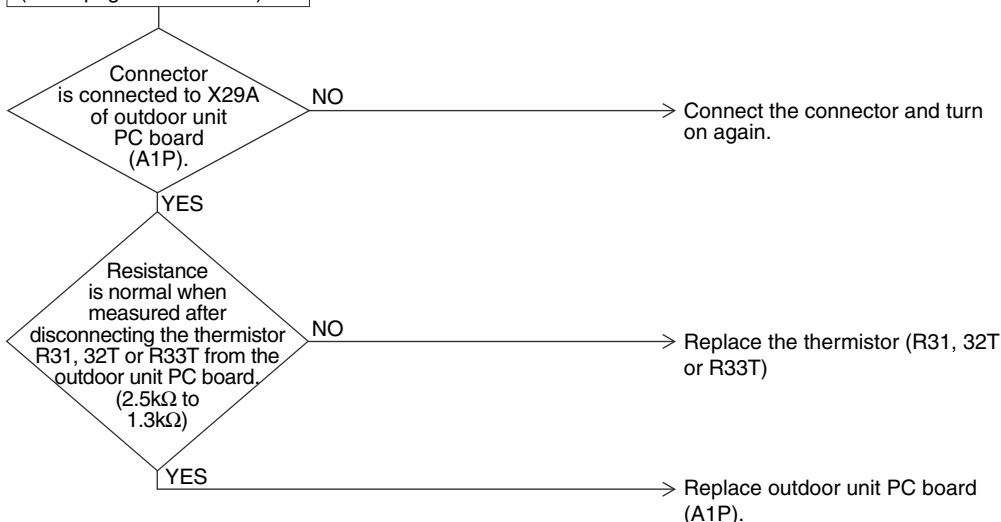 Connector
is connected to X29A
of outdoor unit
PC board
(A1P).
NO
Connect the connector and turn
on again.
YES
Resistance
is normal when
measured after
disconnecting the thermistor
R31, 32T or R33T from the
outdoor unit PC board.
(2.5kΩ to
1.3kΩ)
NO
Replace the thermistor (R31, 32T
or R33T)
YES
Replace outdoor unit PC board
(A1P).